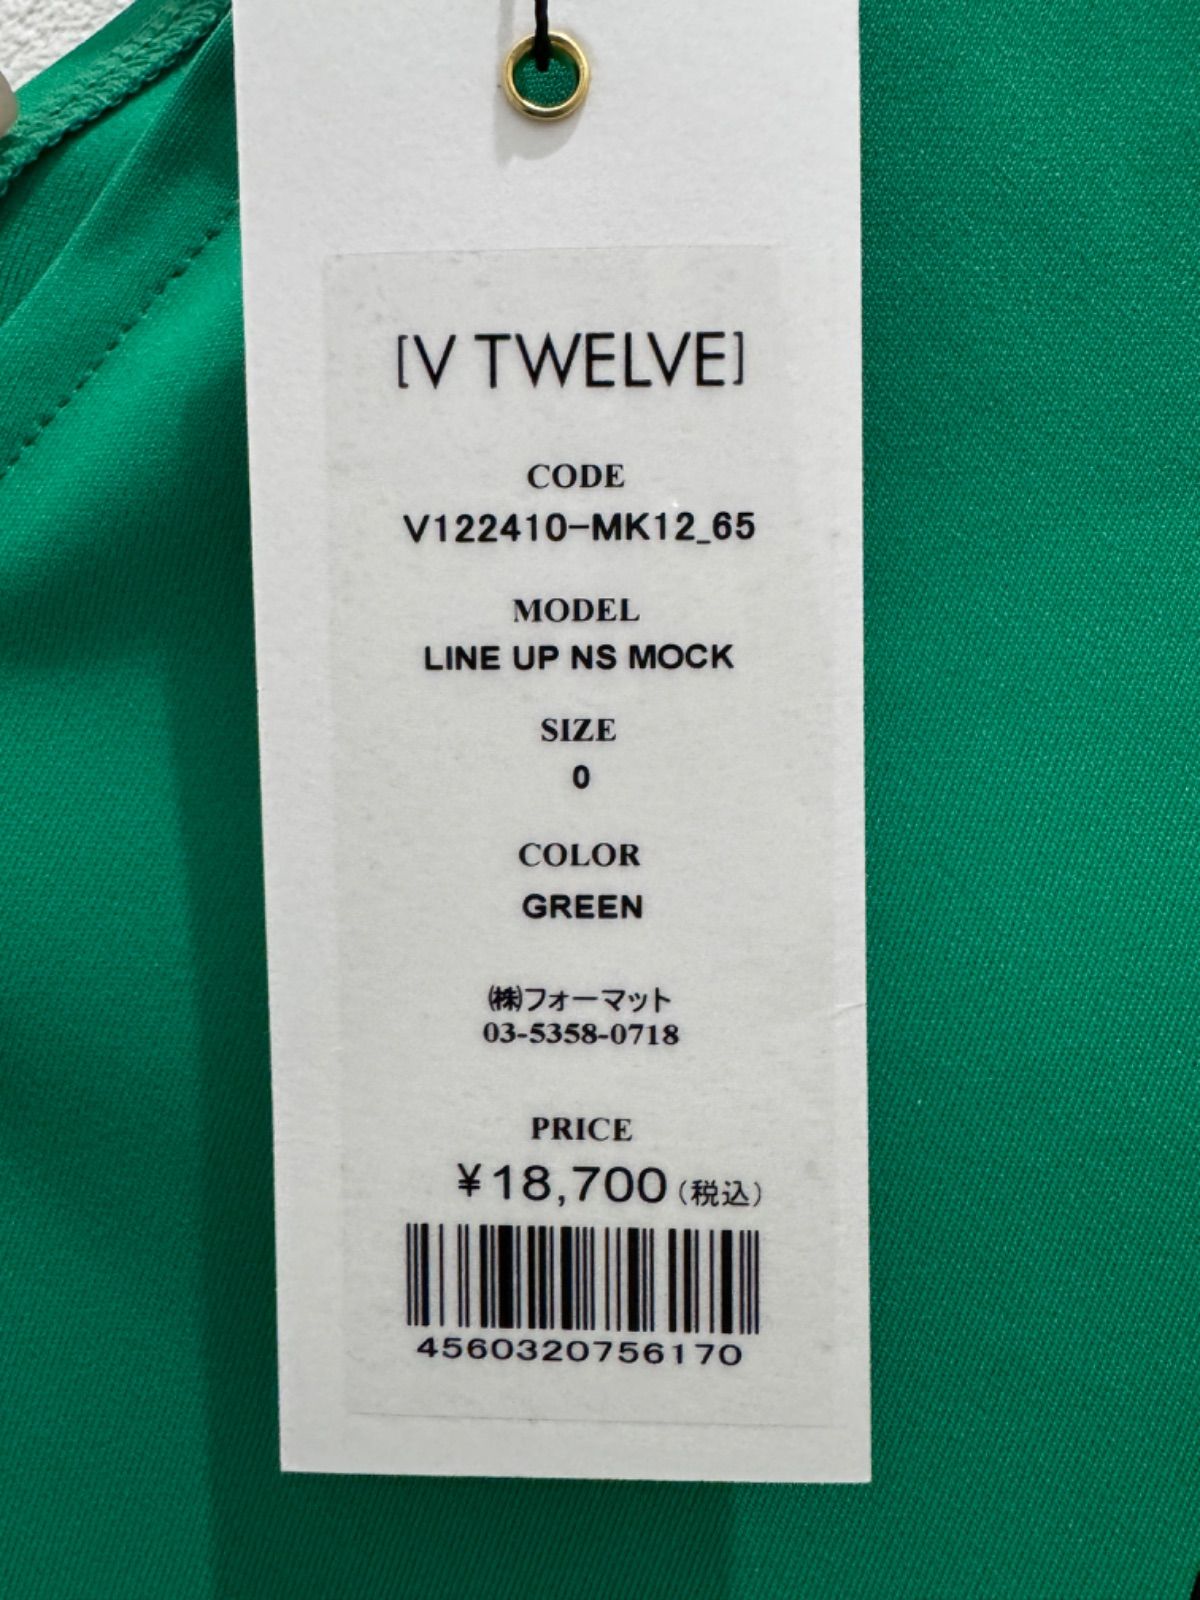 [V TWELVE]
CODE
V122410-MK12_65
MODEL
LINE UP NS MOCK
SIZE
0
COLOR
GREEN
㈱フォーマット
03-5358-0718
PRICE
¥18,700(税込)
4560320756170